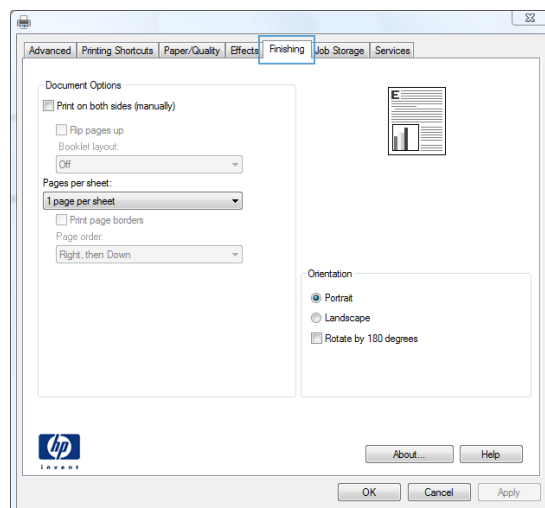 Advanced Printing Shortcuts Paper/Quality Effects Finishing Job Storage Services
Document Options
Print on both sides (manually)
Flip pages up
Booklet layout:
Off
Pages per sheet:
1 page per sheet
Print page borders
Page order:
Right, then Down
E
Orientation
Portrait
Landscape
Rotate by 180 degrees
hp
invent
About... Help
OK Cancel Apply